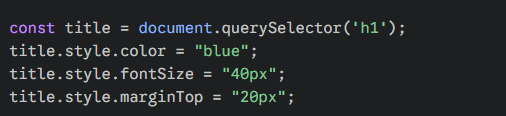 const title = document.querySelector('h1');
title.style.color = "blue";
title.style.fontSize = "40px";
title.style.marginTop = "20px";